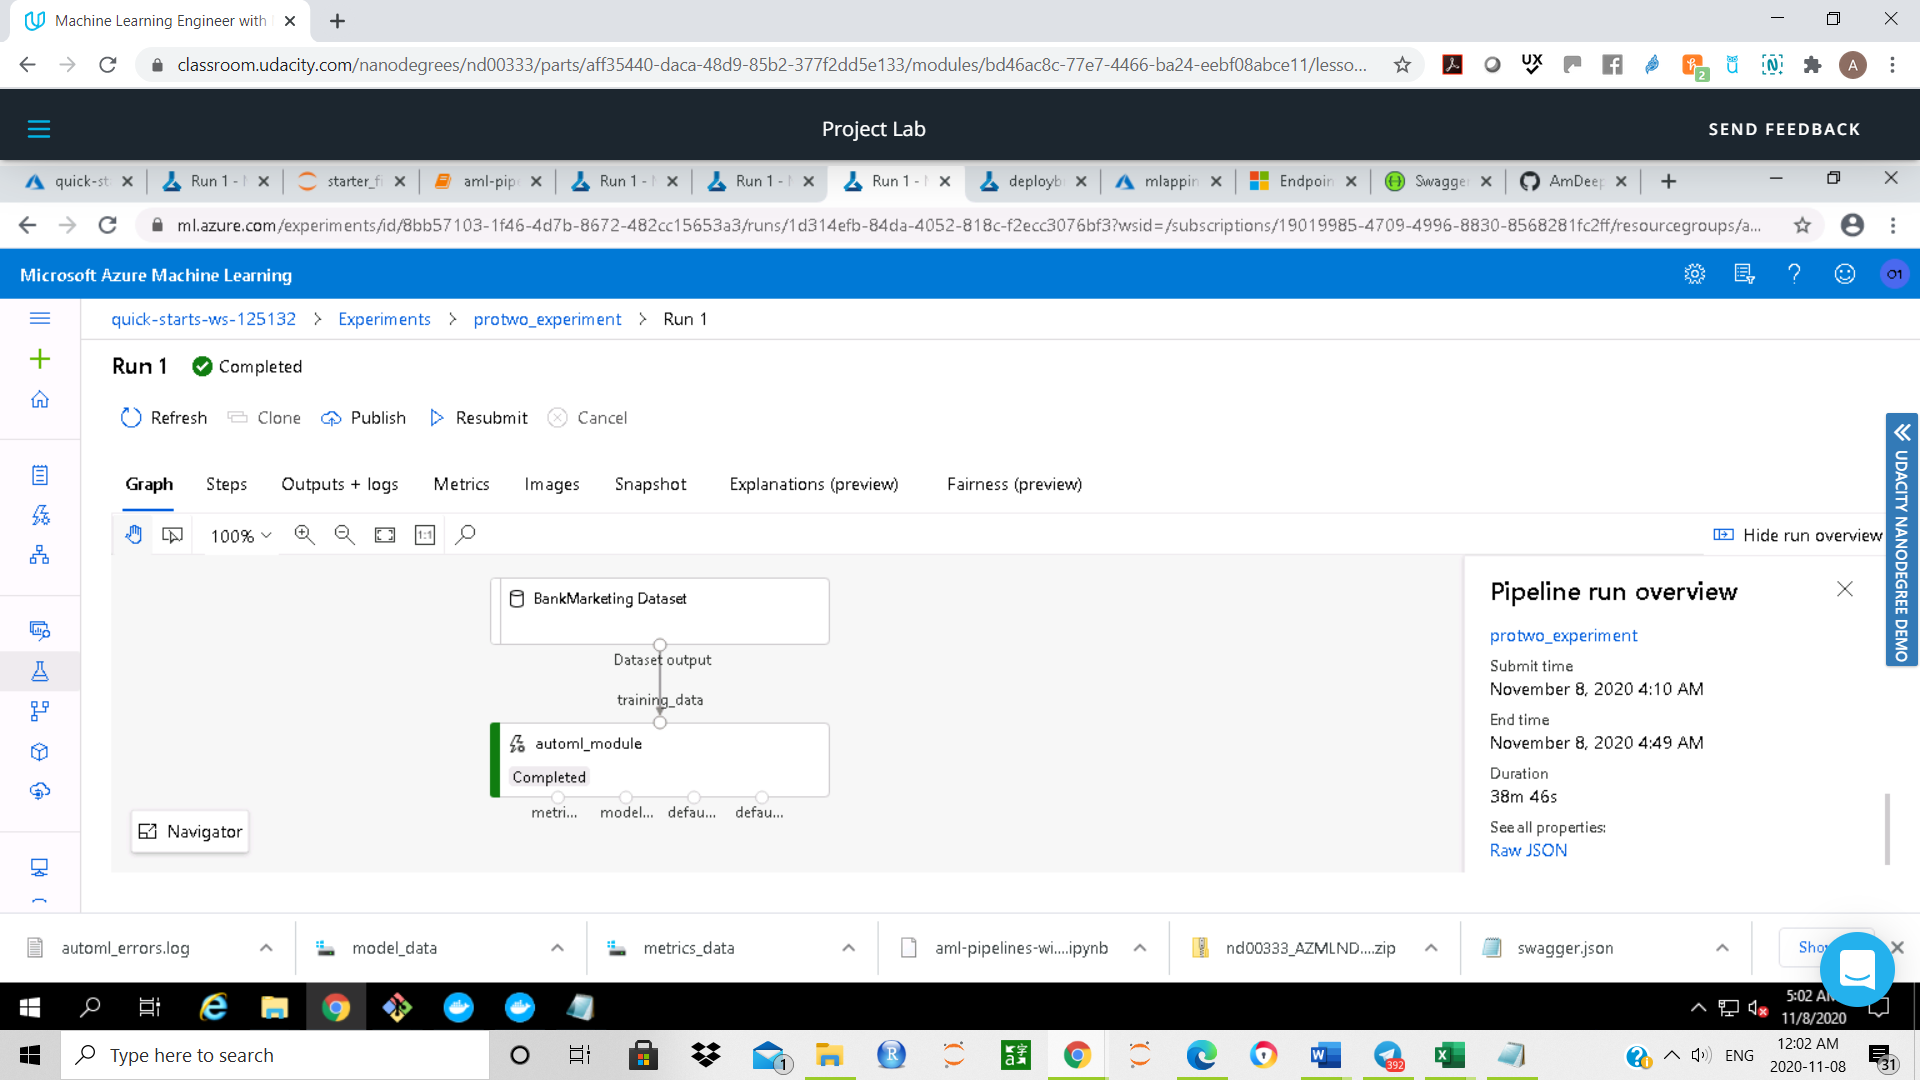 Machine Learning Engineer with
classroom.udacity.com/nanodegrees/nd00333/parts/aff35440-daca-48d9-85b2-377f2dd5e133/modules/bd46ac8c-77e7-4466-ba24-eebf08abce11/lesso...
UX
2
A
Project Lab
SEND FEEDBACK
quick-st
Run 1 -
starter_fi
aml-pipe
Run 1 -
Run 1 -
Run 1 -
deployb
mlappin
Endpoin
Swagge
AmDeep
ml.azure.com/experiments/id/8bb57103-1f46-4d7b-8672-482cc15653a3/runs/1d314efb-84da-4052-818c-f2ecc3076bf3?wsid=/subscriptions/19019985-4709-4996-8830-8568281fc2ff/resourcegroups/a...
Microsoft Azure Machine Learning
O1
quick-starts-ws-125132 > Experiments > protwo_experiment > Run 1
Run 1 Completed
Refresh Clone Publish Resubmit Cancel
Graph Steps Outputs + logs Metrics Images Snapshot Explanations (preview) Fairness (preview)
100% 1:1 Hide run overview
UDACITY NANODEGREE DEMO
BankMarketing Dataset
Dataset output
training_data
automl_module
Completed
metri... model... defau... defau...
Navigator
Pipeline run overview
protwo_experiment
Submit time
November 8, 2020 4:10 AM
End time
November 8, 2020 4:49 AM
Duration
38m 46s
See all properties:
Raw JSON
automl_errors.log model_data metrics_data aml-pipelines-wi....ipynb nd00333_AZMLND....zip swagger.json
5:02 AM
11/8/2020
Type here to search
1
392
ENG
12:02 AM
2020-11-08
31